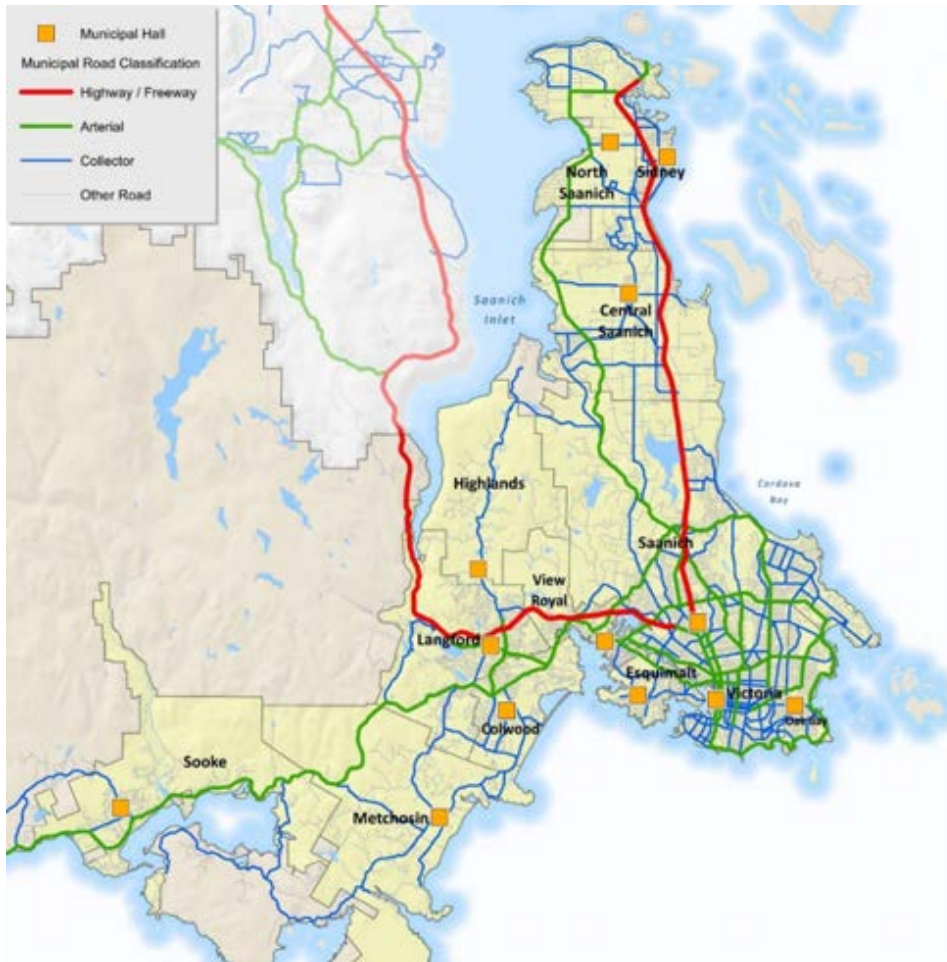 Municipal Hall
Municipal Road Classification
Highway / Freeway
Arterial
Collector
Other Road
North
Saanich
Sidney
Saanich
Inlet
Central
Saanich
Cordova
Bay
Highlands
Saanich
View
Royal
Langford
Esquimalt
Victoria
Oak Bay
Colwood
Sooke
Metchosin